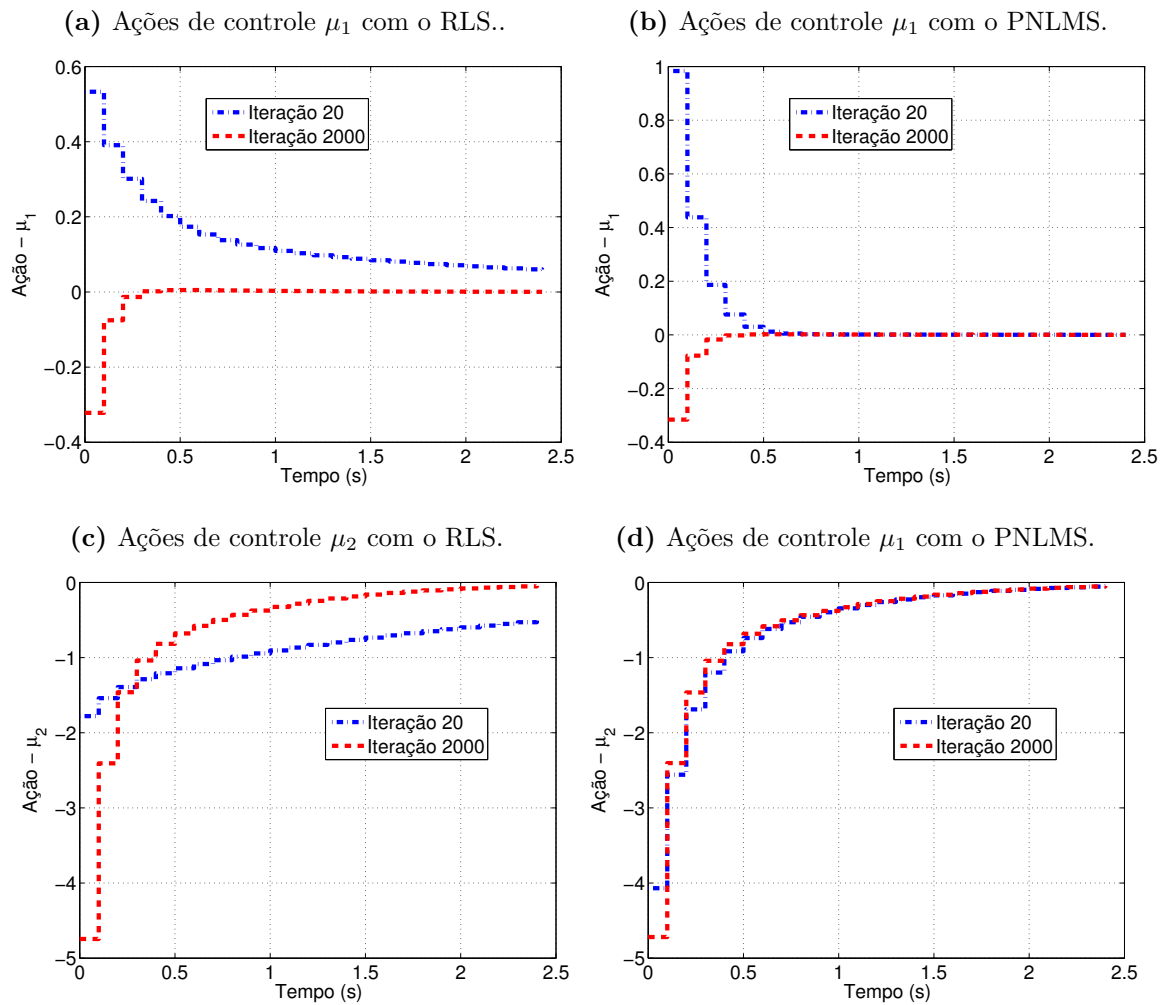 (a) Ações de controle μ1 com o RLS..
0.6
0.4
0.2
0
−0.2
−0.4
Ação − μ1
Iteração 20
Iteração 2000
0
0.5
1
1.5
2
2.5
Tempo (s)
(b) Ações de controle μ1 com o PNLMS.
1
0.8
0.6
0.4
0.2
0
−0.2
−0.4
Ação − μ1
Iteração 20
Iteração 2000
0
0.5
1
1.5
2
2.5
Tempo (s)
(c) Ações de controle μ2 com o RLS.
0
−1
−2
−3
−4
−5
Ação − μ2
Iteração 20
Iteração 2000
0
0.5
1
1.5
2
2.5
Tempo (s)
(d) Ações de controle μ1 com o PNLMS.
0
−1
−2
−3
−4
−5
Ação − μ2
Iteração 20
Iteração 2000
0
0.5
1
1.5
2
2.5
Tempo (s)